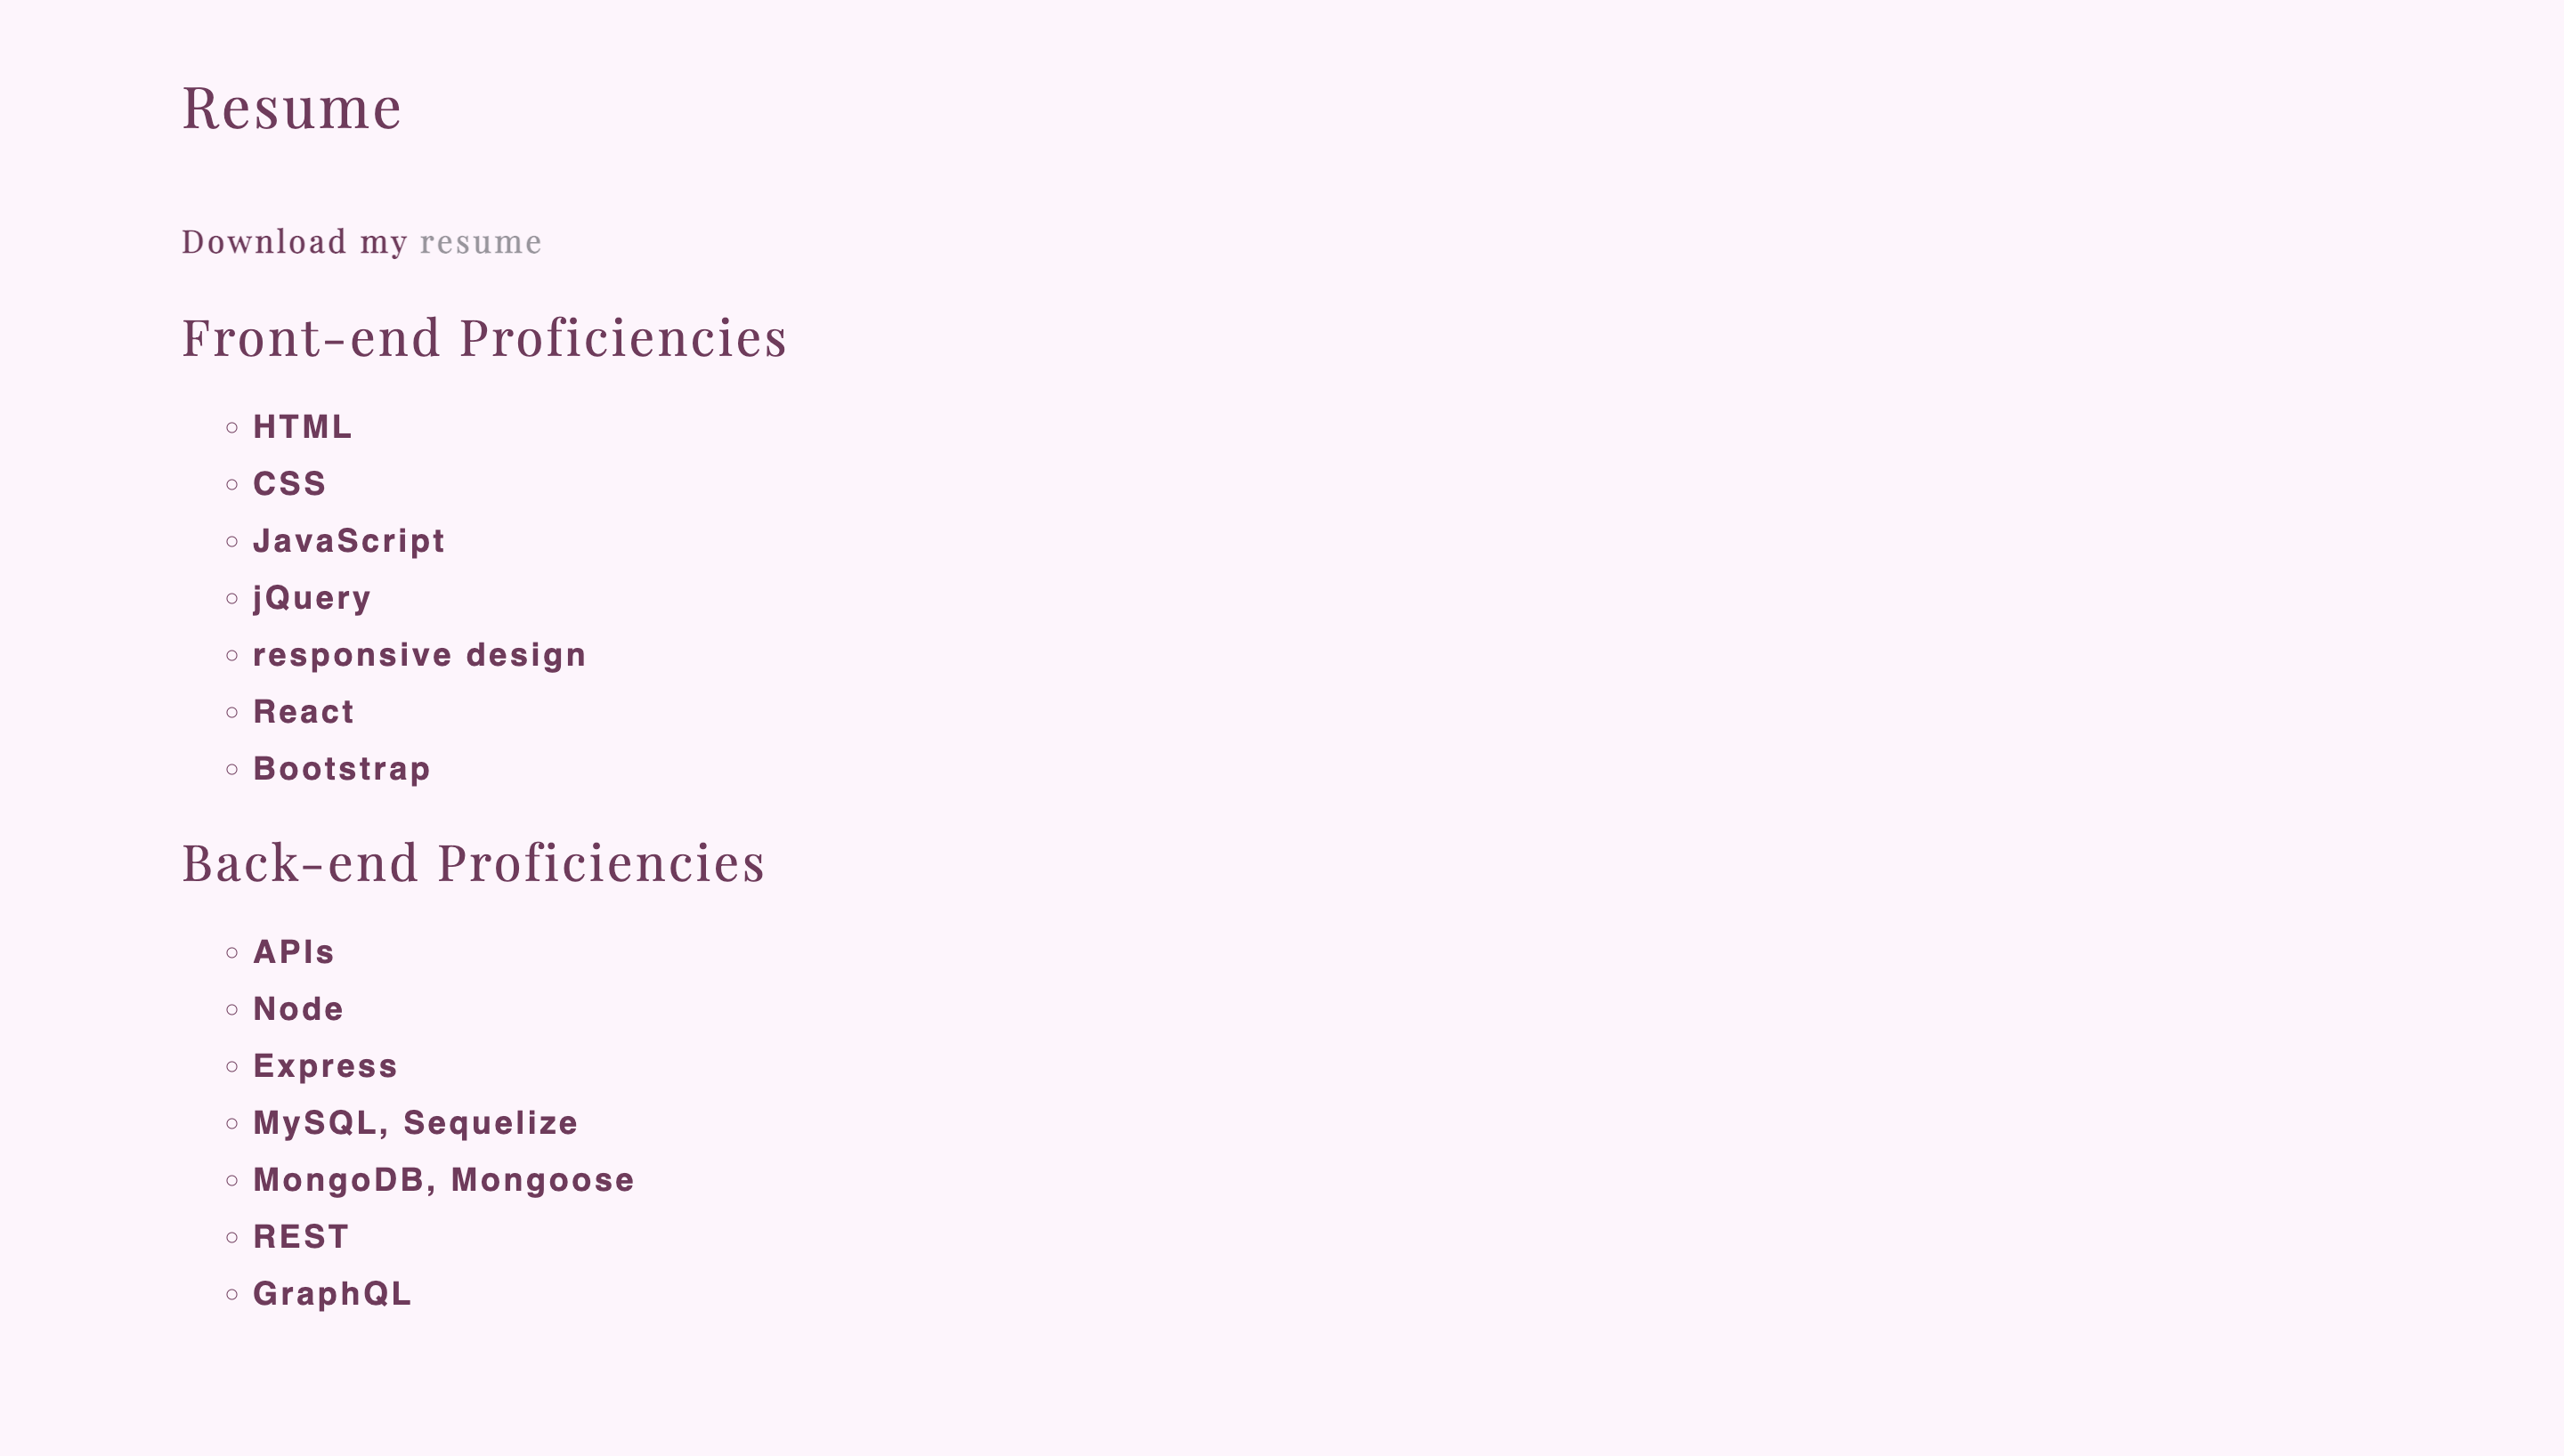 Resume
Download my resume
Front-end Proficiencies
HTML
CSS
JavaScript
jQuery
responsive design
React
Bootstrap
Back-end Proficiencies
APIs
Node
Express
MySQL, Sequelize
MongoDB, Mongoose
REST
GraphQL